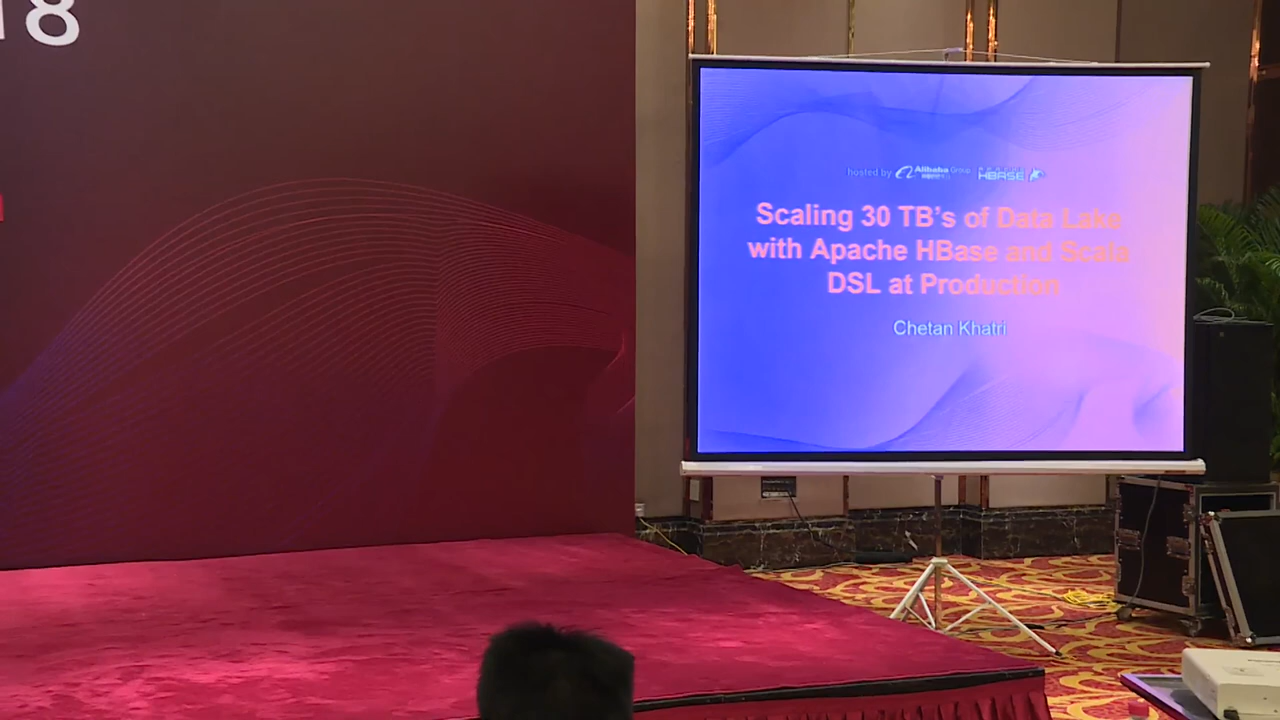 18
hosted by Alibaba Group HBASE
Scaling 30 TB's of Data Lake
with Apache HBase and Scala
DSL at Production
Chetan Khatri